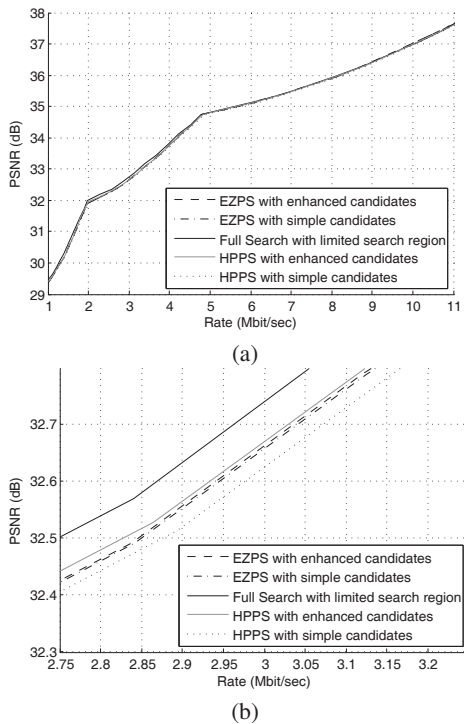 38
37
36
35
34
33
32
31
30
29
PSNR (dB)
EZPS with enhanced candidates
EZPS with simple candidates
Full Search with limited search region
HPPS with enhanced candidates
HPPS with simple candidates
1 2 3 4 5 6 7 8 9 10 11
Rate (Mbit/sec)
(a)
32.7
32.6
32.5
32.4
32.3
PSNR (dB)
EZPS with enhanced candidates
EZPS with simple candidates
Full Search with limited search region
HPPS with enhanced candidates
HPPS with simple candidates
2.75 2.8 2.85 2.9 2.95 3 3.05 3.1 3.15 3.2
Rate (Mbit/sec)
(b)